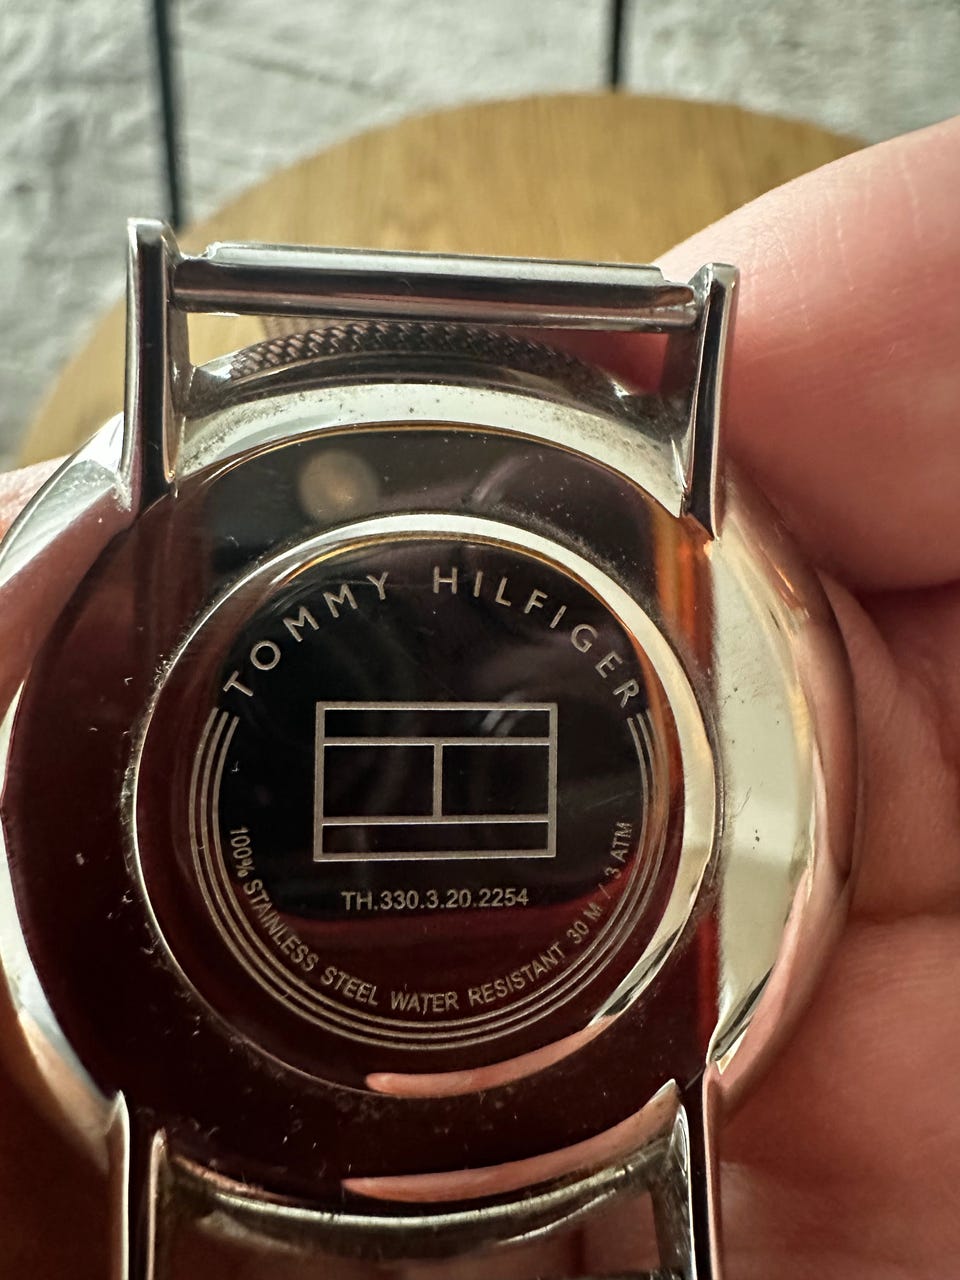 TOMMY HILFIGER
TH.330.3.20.2254
100% STAINLESS STEEL WATER RESISTANT 30 M / 3 ATM